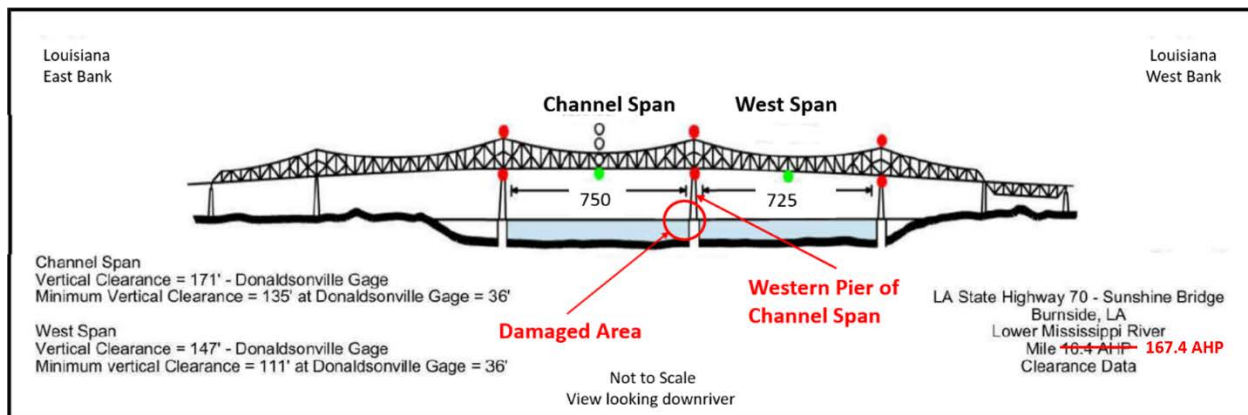 Louisiana
East Bank
Louisiana
West Bank
Channel Span
West Span
750
725
Channel Span
Vertical Clearance = 171' - Donaldsonville Gage
Minimum Vertical Clearance = 135' at Donaldsonville Gage = 36'
West Span
Vertical Clearance = 147' - Donaldsonville Gage
Minimum vertical Clearance = 111' at Donaldsonville Gage = 36'
Damaged Area
Western Pier of
Channel Span
Not to Scale
View looking downriver
LA State Highway 70 - Sunshine Bridge
Burnside, LA
Lower Mississippi River
Mile 16.4 AHP 167.4 AHP
Clearance Data